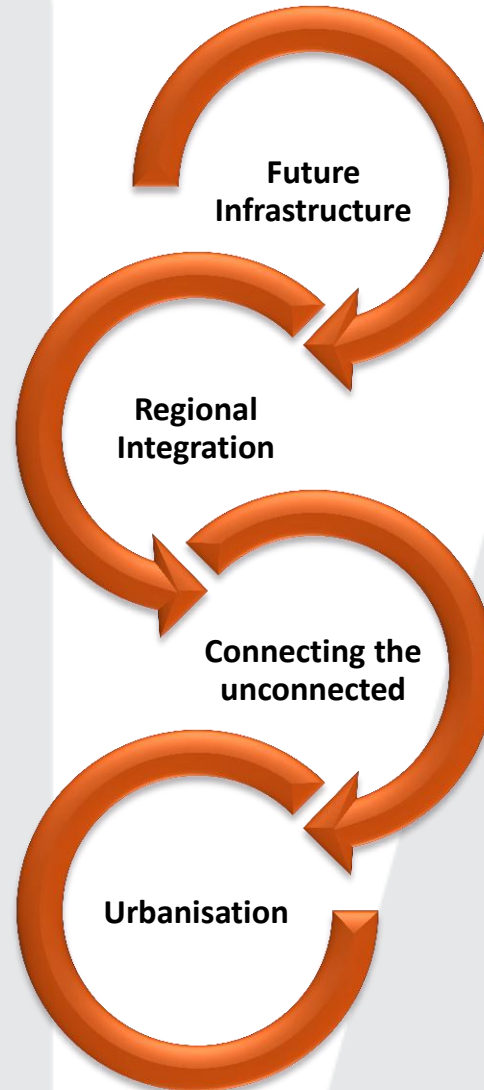 Future
Infrastructure
Regional
Integration
Connecting the
unconnected
Urbanisation